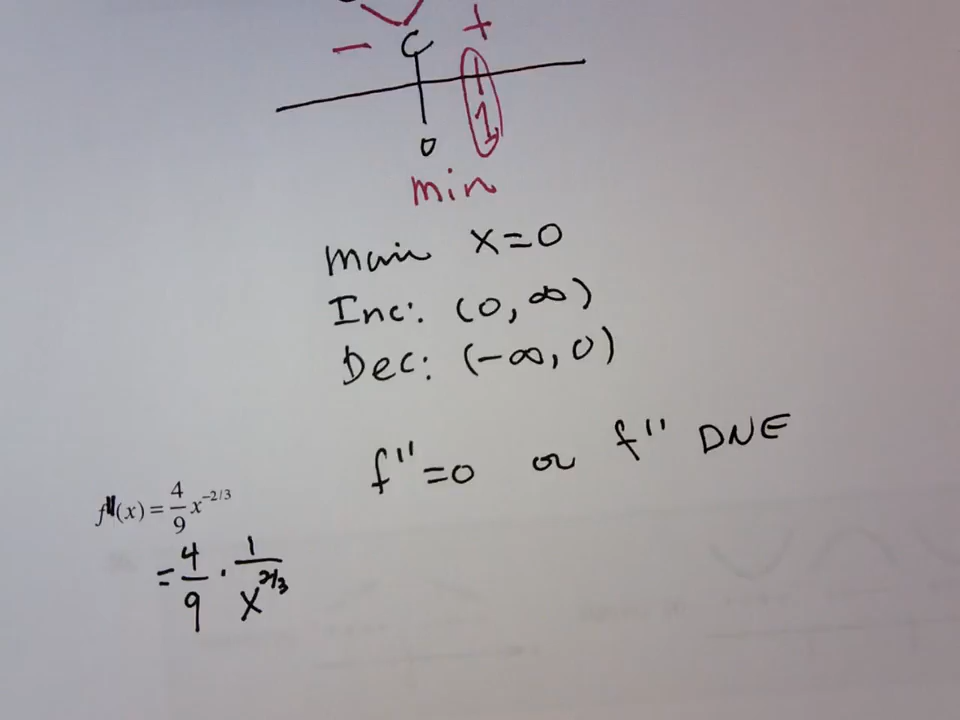 - C +
1
0
min
Main x=0
Inc: (0, ∞)
Dec: (-∞, 0)
f''=0 or f'' DNE
f''(x) = 4/9 x^-2/3
= 4/9 · 1/x^2/3